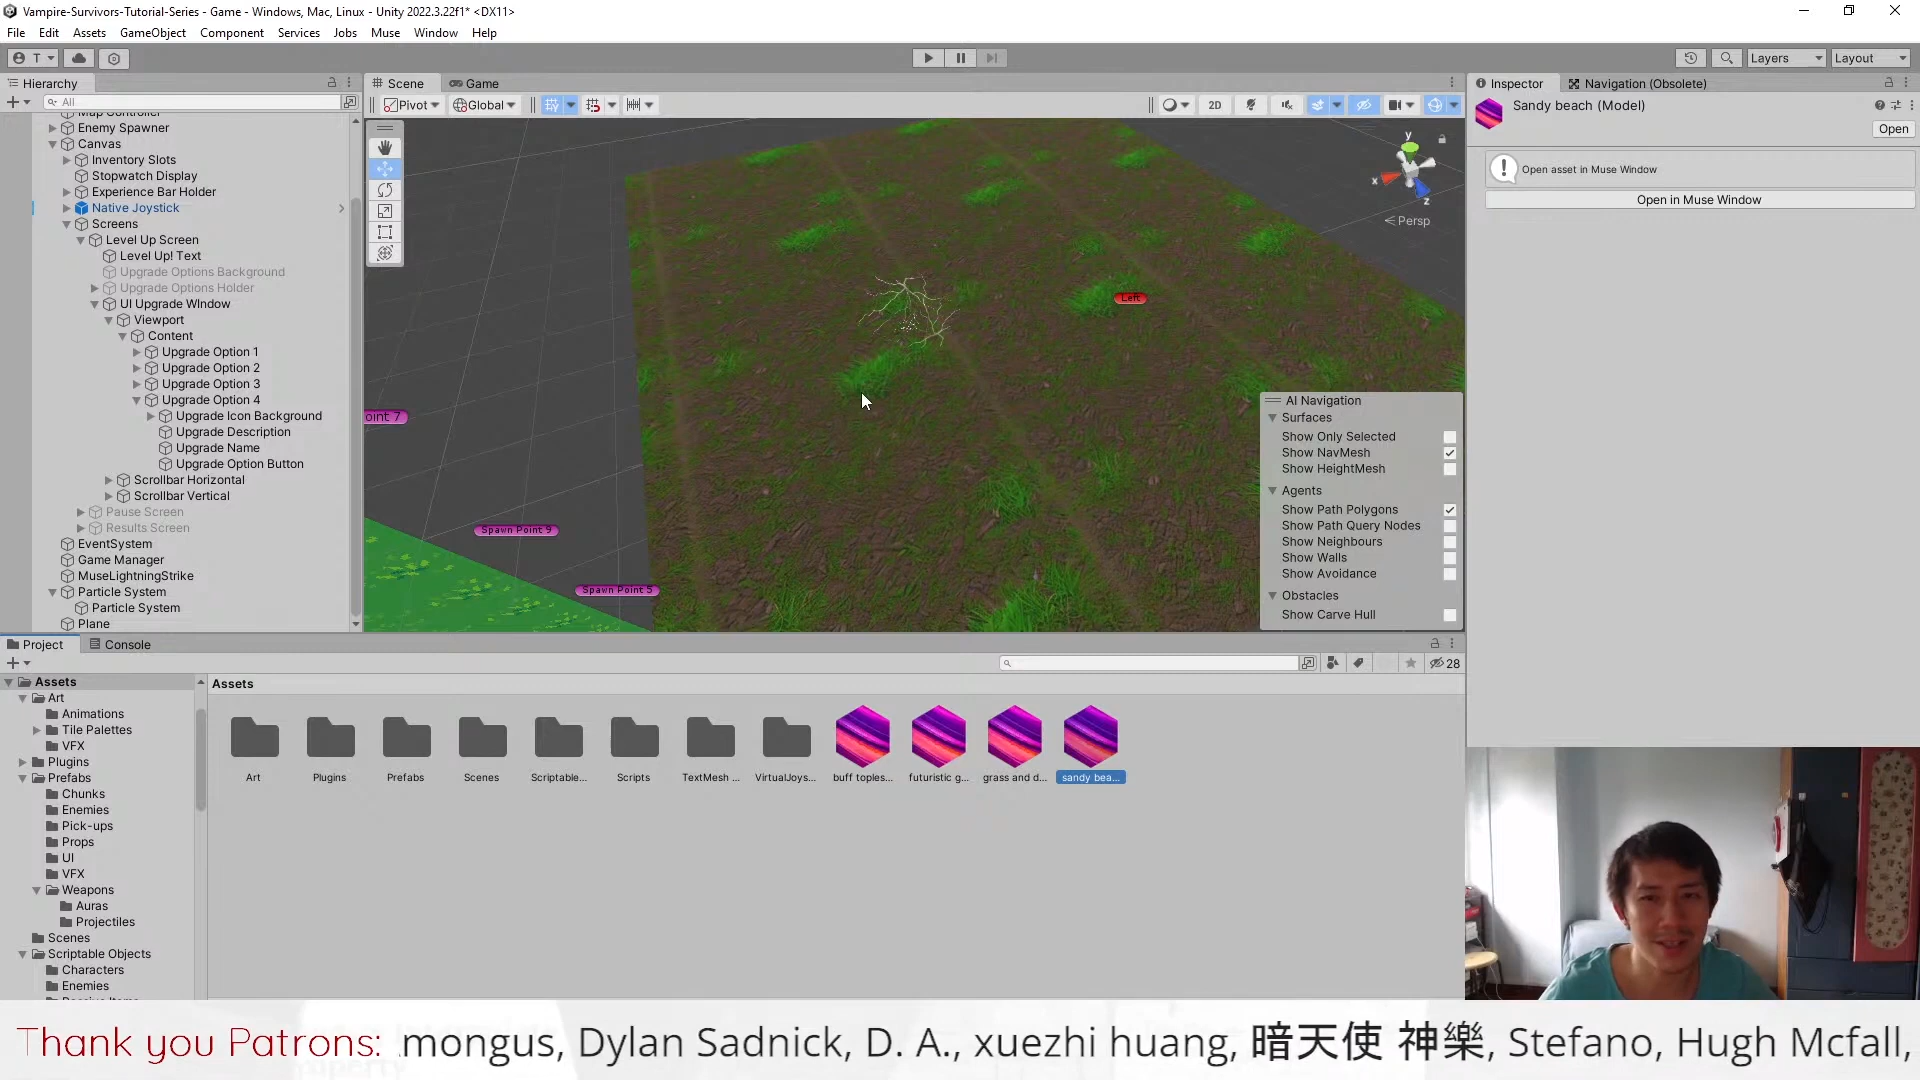 Vampire-Survivors-Tutorial-Series - Game - Windows, Mac, Linux - Unity 2022.3.22f1* <DX11>
File Edit Assets GameObject Component Services Jobs Muse Window Help
T Layers Layout
Hierarchy
All
Map Controller
Enemy Spawner
Canvas
Inventory Slots
Stopwatch Display
Experience Bar Holder
Native Joystick
Screens
Level Up Screen
Level Up! Text
Upgrade Options Background
Upgrade Options Holder
UI Upgrade WIndow
Viewport
Content
Upgrade Option 1
Upgrade Option 2
Upgrade Option 3
Upgrade Option 4
Upgrade Icon Background
Upgrade Description
Upgrade Name
Upgrade Option Button
Scrollbar Horizontal
Scrollbar Vertical
Pause Screen
Results Screen
EventSystem
Game Manager
MuseLightningStrike
Particle System
Particle System
Plane
Scene Game
Pivot Global 2D
y
x
z
Persp
Left
oint 7
Spawn Point 9
Spawn Point 5
AI Navigation
Surfaces
Show Only Selected
Show NavMesh
Show HeightMesh
Agents
Show Path Polygons
Show Path Query Nodes
Show Neighbours
Show Walls
Show Avoidance
Obstacles
Show Carve Hull
Inspector Navigation (Obsolete)
Sandy beach (Model)
Open
Open asset in Muse Window
Open in Muse Window
Project Console
28
Assets
Art
Animations
Tile Palettes
VFX
Plugins
Prefabs
Chunks
Enemies
Pick-ups
Props
UI
VFX
Weapons
Auras
Projectiles
Scenes
Scriptable Objects
Characters
Enemies
Assets
Art Plugins Prefabs Scenes Scriptable... Scripts TextMesh ... VirtualJoys... buff toples... futuristic g... grass and d... sandy bea...
Thank you Patrons: mongus, Dylan Sadnick, D. A., xuezhi huang, 暗天使 神樂, Stefano, Hugh Mcfall,